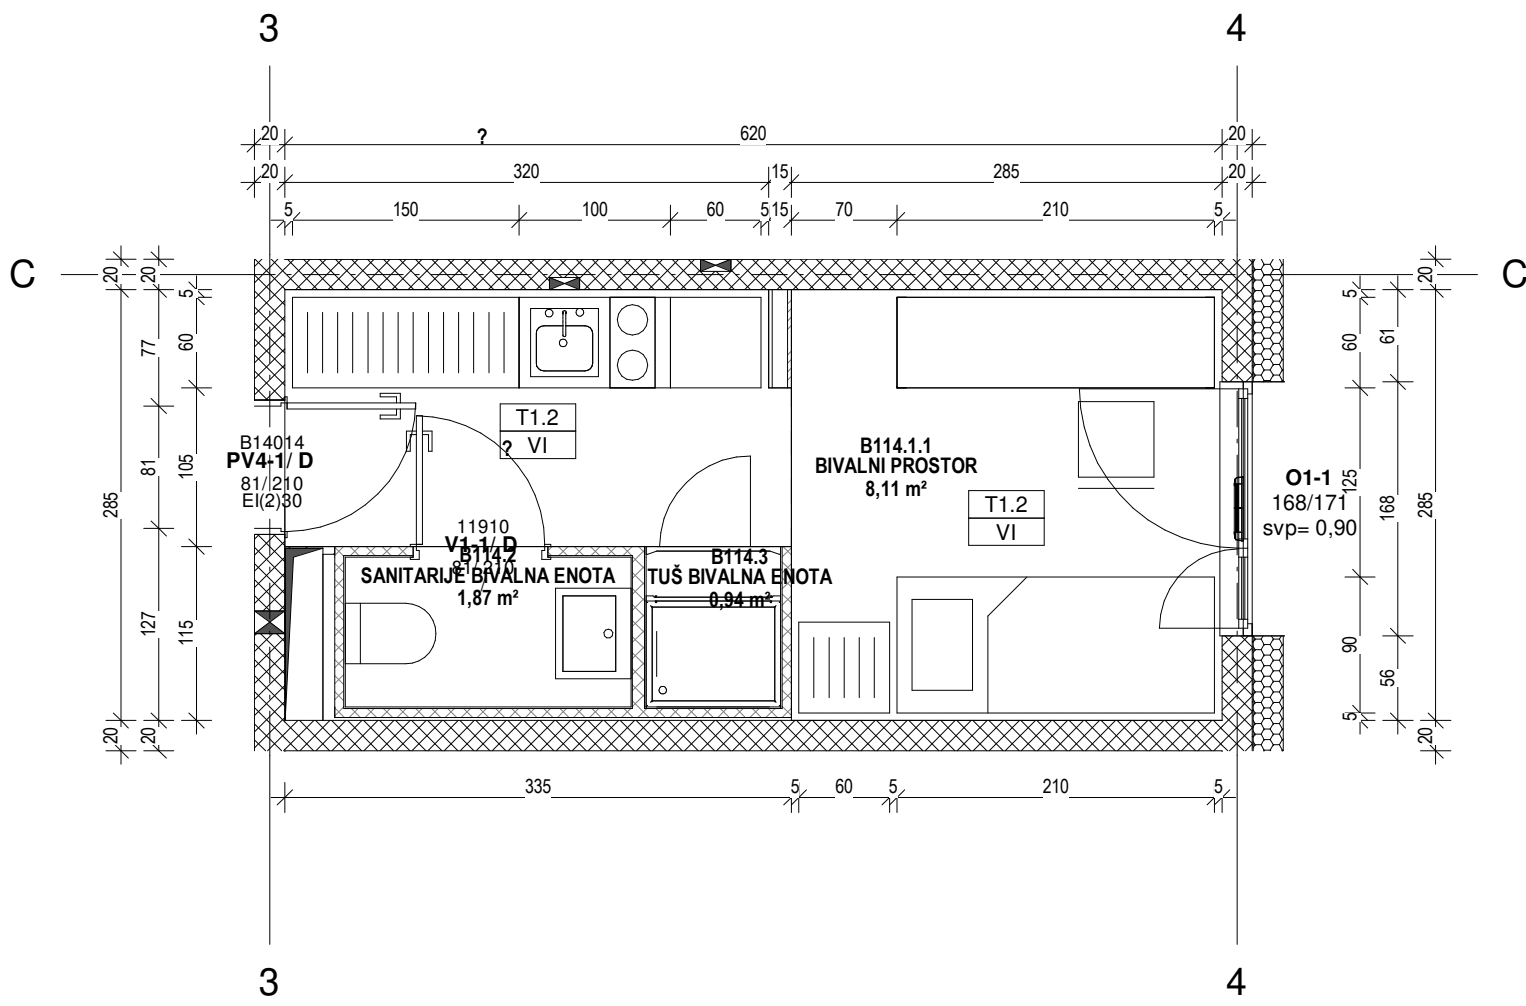 3
4
20
?
620
20
20
320
15
285
20
5
150
100
60
5
15
70
210
5
C
C
20
20
5
77
60
285
81
105
127
115
20
20
B14014
PV4-1/ D
81/ 210
EI(2)30
T1.2
VI
?
11910
V1-1/ D
81/ 210
B114.2
SANITARIJE BIVALNA ENOTA
1,87 m²
B114.3
TUŠ BIVALNA ENOTA
0,94 m²
B114.1.1
BIVALNI PROSTOR
8,11 m²
T1.2
VI
O1-1
168/171
svp= 0,90
20
5
60
61
125
168
285
90
56
5
20
335
5
60
5
210
5
3
4